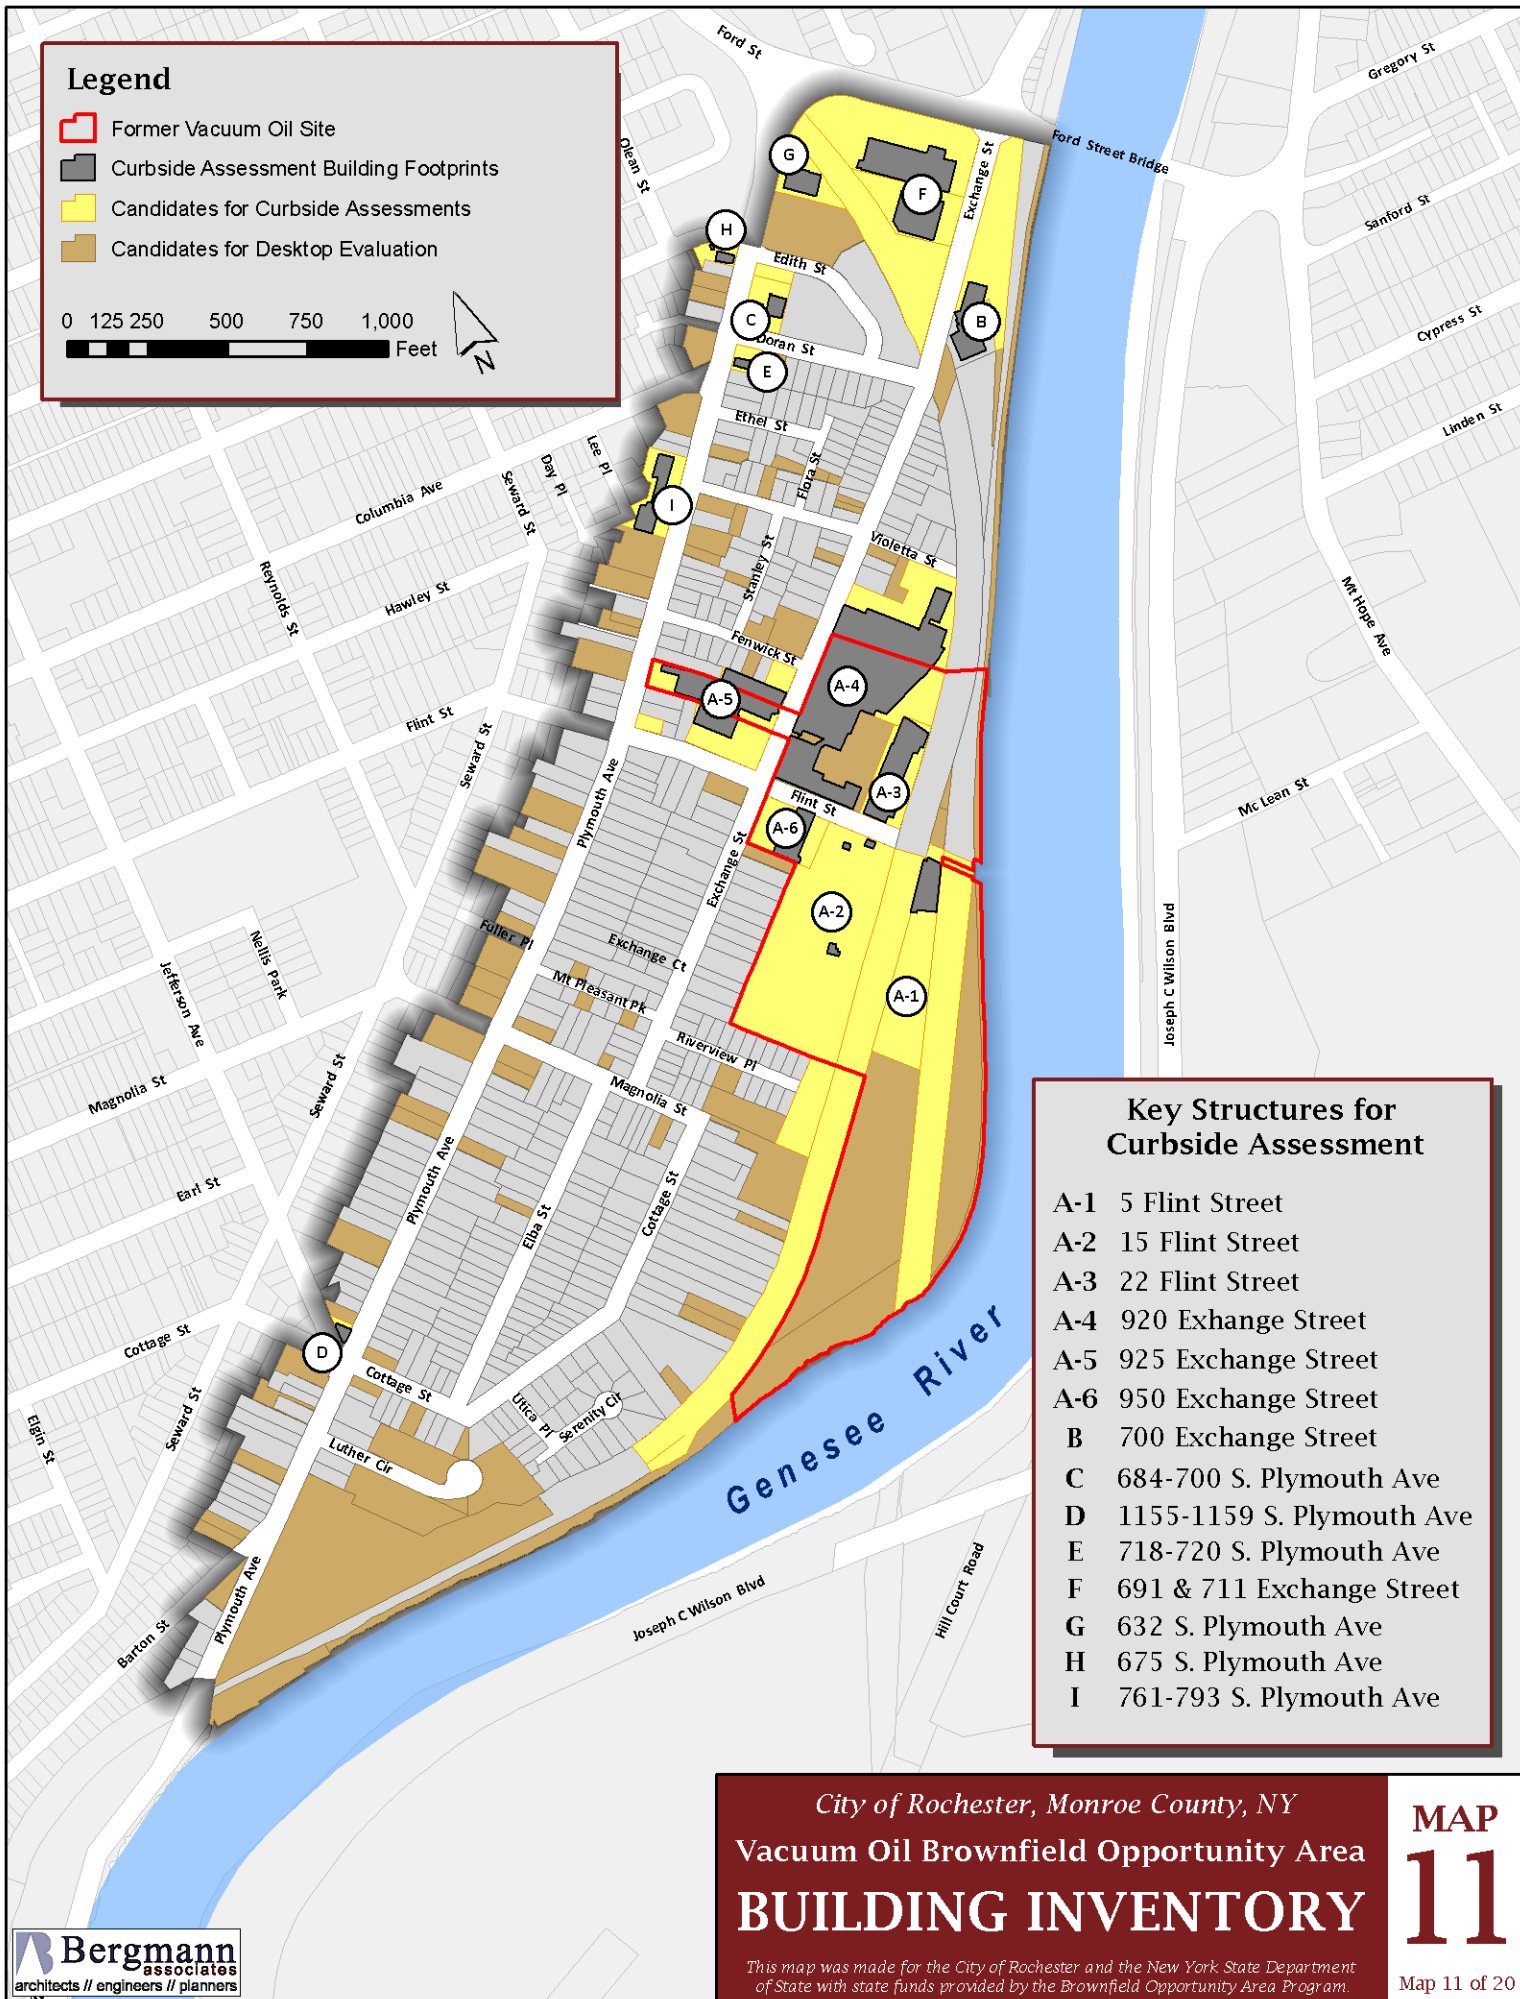 Legend
Former Vacuum Oil Site
Curbside Assessment Building Footprints
Candidates for Curbside Assessments
Candidates for Desktop Evaluation
0 125 250 500 750 1,000
Feet
N
Ford St
Gregory St
Ford Street Bridge
Olean St
G
F
Exchange St
Sanford St
H
Edith St
C
B
Cypress St
Doran St
E
Linden St
Ethel St
Lee Pl
Day Pl
Seward St
Columbia Ave
Flora St
I
Violetta St
Stanley St
Reynolds St
Hawley St
Mt Hope Ave
Fenwick St
A-4
A-5
Flint St
Seward St
Plymouth Ave
A-3
Flint St
Mc Lean St
A-6
Exchange St
A-2
Fuller Pl
Exchange Ct
Nellis Park
Joseph C Wilson Blvd
Jefferson Ave
Mt Pleasant Pk
A-1
Riverview Pl
Magnolia St
Magnolia St
Seward St
Plymouth Ave
Earl St
Elba St
Cottage St
Cottage St
D
Cottage St
Utica Pl
Serenity Cir
Seward St
Elgin St
Luther Cir
Genesee River
Plymouth Ave
Barton St
Joseph C Wilson Blvd
Hill Court Road
Key Structures for
Curbside Assessment
A-1 5 Flint Street
A-2 15 Flint Street
A-3 22 Flint Street
A-4 920 Exhange Street
A-5 925 Exchange Street
A-6 950 Exchange Street
B 700 Exchange Street
C 684-700 S. Plymouth Ave
D 1155-1159 S. Plymouth Ave
E 718-720 S. Plymouth Ave
F 691 & 711 Exchange Street
G 632 S. Plymouth Ave
H 675 S. Plymouth Ave
I 761-793 S. Plymouth Ave
City of Rochester, Monroe County, NY
Vacuum Oil Brownfield Opportunity Area
BUILDING INVENTORY
This map was made for the City of Rochester and the New York State Department
of State with state funds provided by the Brownfield Opportunity Area Program.
MAP
11
Map 11 of 20
Bergmann
associates
architects // engineers // planners